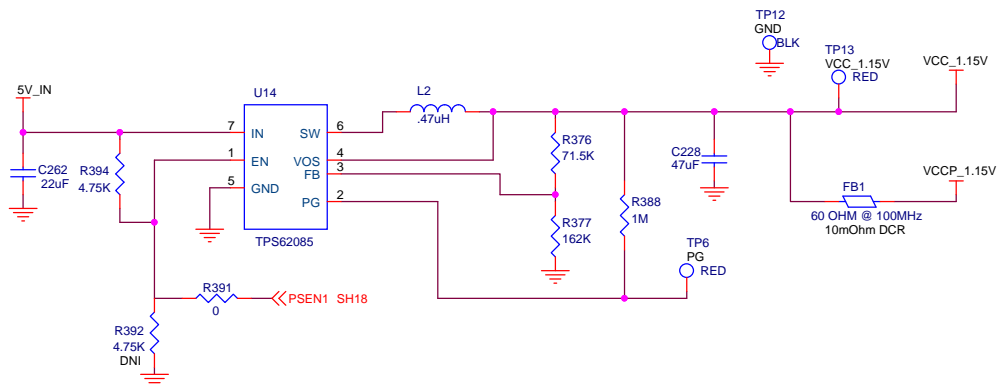 TP12
GND
BLK
TP13
VCC_1.15V
RED
VCC_1.15V
5V_IN
U14
L2
.47uH
7 IN
SW 6
1 EN
VOS 4
FB 3
5 GND
PG 2
TPS62085
C262
22uF
R394
4.75K
R376
71.5K
R377
162K
R388
1M
C228
47uF
VCCP_1.15V
FB1
60 OHM @ 100MHz
10mOhm DCR
TP6
PG
RED
R391
0
PSEN1 SH18
R392
4.75K
DNI